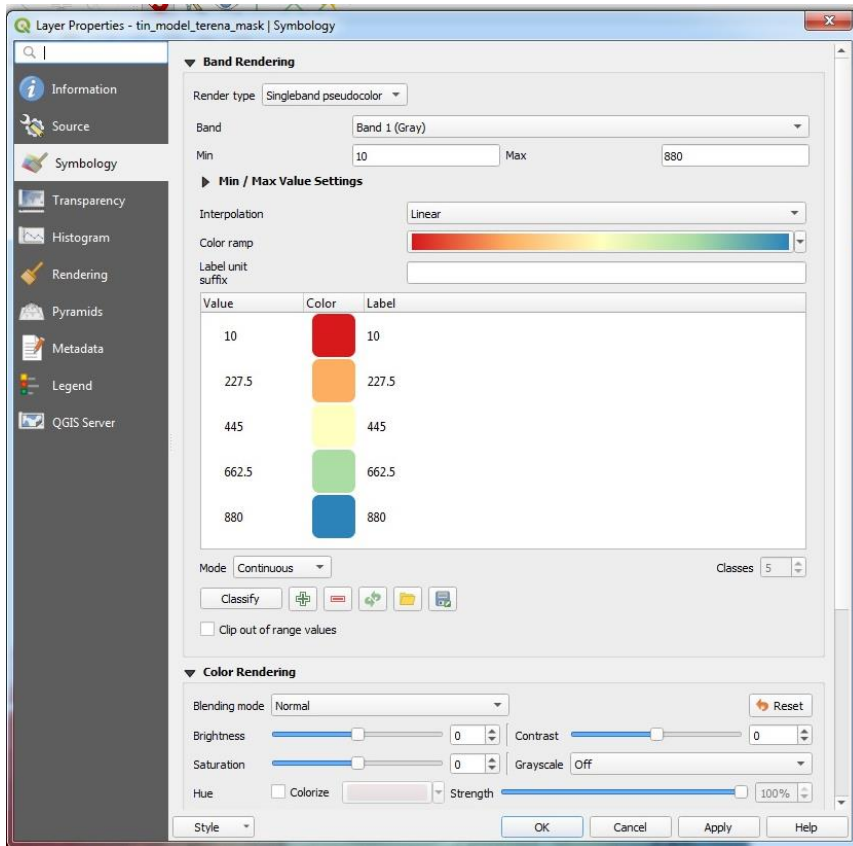 Layer Properties - tin_model_terena_mask | Symbology
Information
Source
Symbology
Transparency
Histogram
Rendering
Pyramids
Metadata
Legend
QGIS Server
Band Rendering
Render type Singleband pseudocolor
Band Band 1 (Gray)
Min 10 Max 880
Min / Max Value Settings
Interpolation Linear
Color ramp
Label unit
suffix
Value Color Label
10 10
227.5 227.5
445 445
662.5 662.5
880 880
Mode Continuous Classes 5
Classify
Clip out of range values
Color Rendering
Blending mode Normal Reset
Brightness 0 Contrast 0
Saturation 0 Grayscale Off
Hue Colorize Strength 100%
Style OK Cancel Apply Help